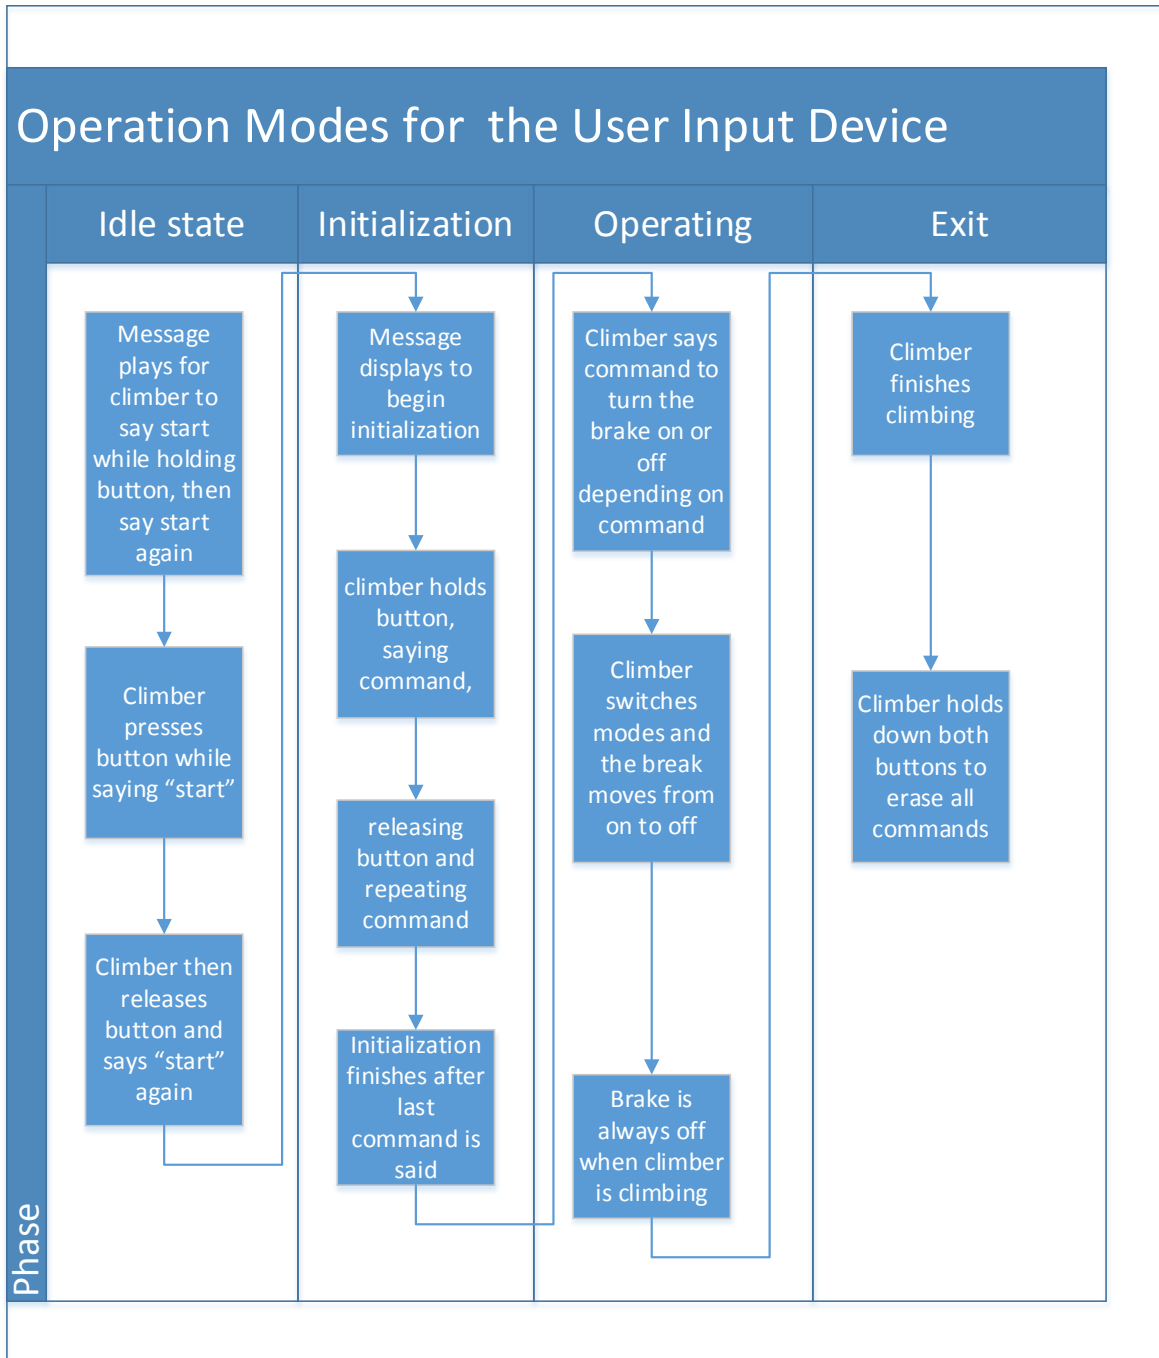 Operation Modes for the User Input Device
Phase
Idle state
Initialization
Operating
Exit
Message
plays for
climber to
say start
while holding
button, then
say start
again
Climber
presses
button while
saying “start”
Climber then
releases
button and
says “start”
again
Message
displays to
begin
initialization
climber holds
button,
saying
command,
releasing
button and
repeating
command
Initialization
finishes after
last
command is
said
Climber says
command to
turn the
brake on or
off
depending on
command
Climber
switches
modes and
the break
moves from
on to off
Brake is
always off
when climber
is climbing
Climber
finishes
climbing
Climber holds
down both
buttons to
erase all
commands